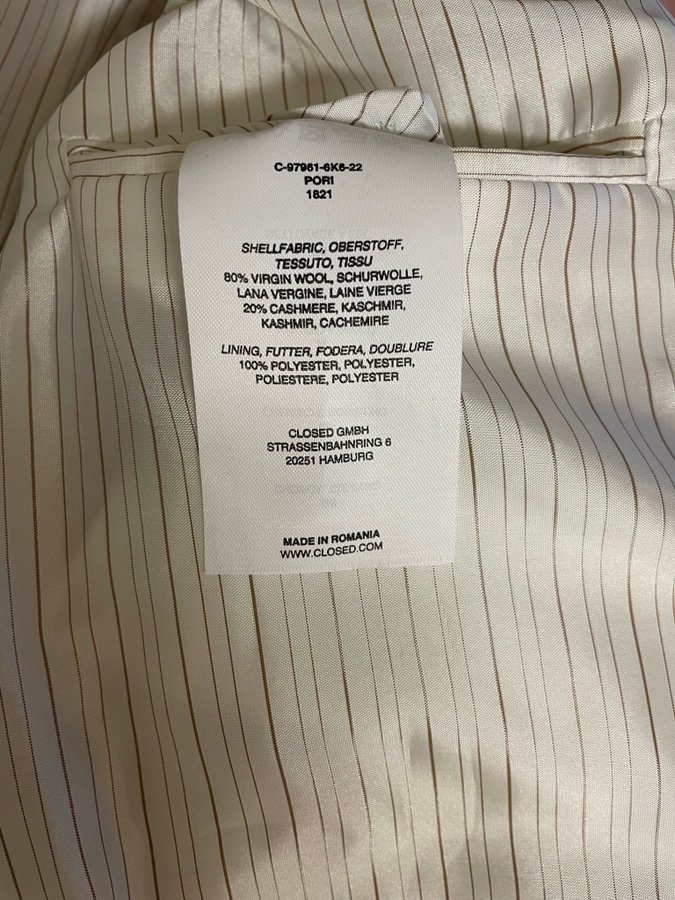 C-97961-6K6-22
PORI
1821
SHELLFABRIC, OBERSTOFF,
TESSUTO, TISSU
80% VIRGIN WOOL, SCHURWOLLE,
LANA VERGINE, LAINE VIERGE
20% CASHMERE, KASCHMIR,
KASHMIR, CACHEMIRE
LINING, FUTTER, FODERA, DOUBLURE
100% POLYESTER, POLYESTER,
POLIESTERE, POLYESTER
CLOSED GMBH
STRASSENBAHNRING 6
20251 HAMBURG
MADE IN ROMANIA
WWW.CLOSED.COM